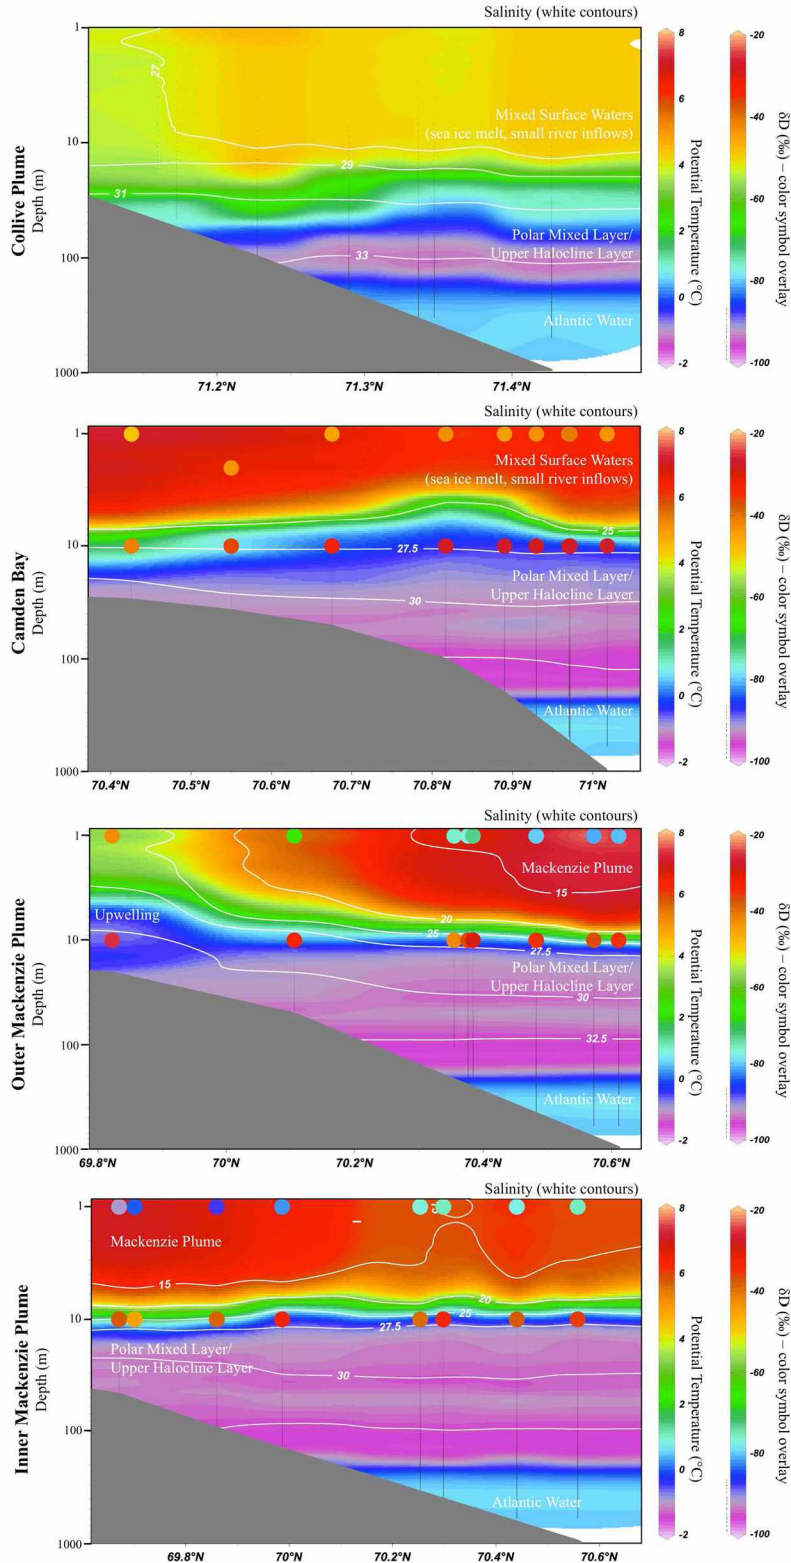 Salinity (white contours)
Collive Plume
Depth (m)
1
10
100
1000
27
29
31
33
Mixed Surface Waters
(sea ice melt, small river inflows)
Polar Mixed Layer/
Upper Halocline Layer
Atlantic Water
71.2°N
71.3°N
71.4°N
8
6
4
2
0
-2
Potential Temperature (°C)
-20
-40
-60
-80
-100
δD (‰) – color symbol overlay
Salinity (white contours)
Camden Bay
Depth (m)
1
10
100
1000
Mixed Surface Waters
(sea ice melt, small river inflows)
25
27.5
Polar Mixed Layer/
Upper Halocline Layer
30
Atlantic Water
70.4°N
70.5°N
70.6°N
70.7°N
70.8°N
70.9°N
71°N
8
6
4
2
0
-2
Potential Temperature (°C)
-20
-40
-60
-80
-100
δD (‰) – color symbol overlay
Salinity (white contours)
Outer Mackenzie Plume
Depth (m)
1
10
100
1000
Mackenzie Plume
15
Upwelling
20
25
27.5
Polar Mixed Layer/
Upper Halocline Layer
30
32.5
Atlantic Water
69.8°N
70°N
70.2°N
70.4°N
70.6°N
8
6
4
2
0
-2
Potential Temperature (°C)
-20
-40
-60
-80
-100
δD (‰) – color symbol overlay
Salinity (white contours)
Inner Mackenzie Plume
Depth (m)
1
10
100
1000
Mackenzie Plume
15
20
25
27.5
Polar Mixed Layer/
Upper Halocline Layer
30
Atlantic Water
69.8°N
70°N
70.2°N
70.4°N
70.6°N
8
6
4
2
0
-2
Potential Temperature (°C)
-20
-40
-60
-80
-100
δD (‰) – color symbol overlay